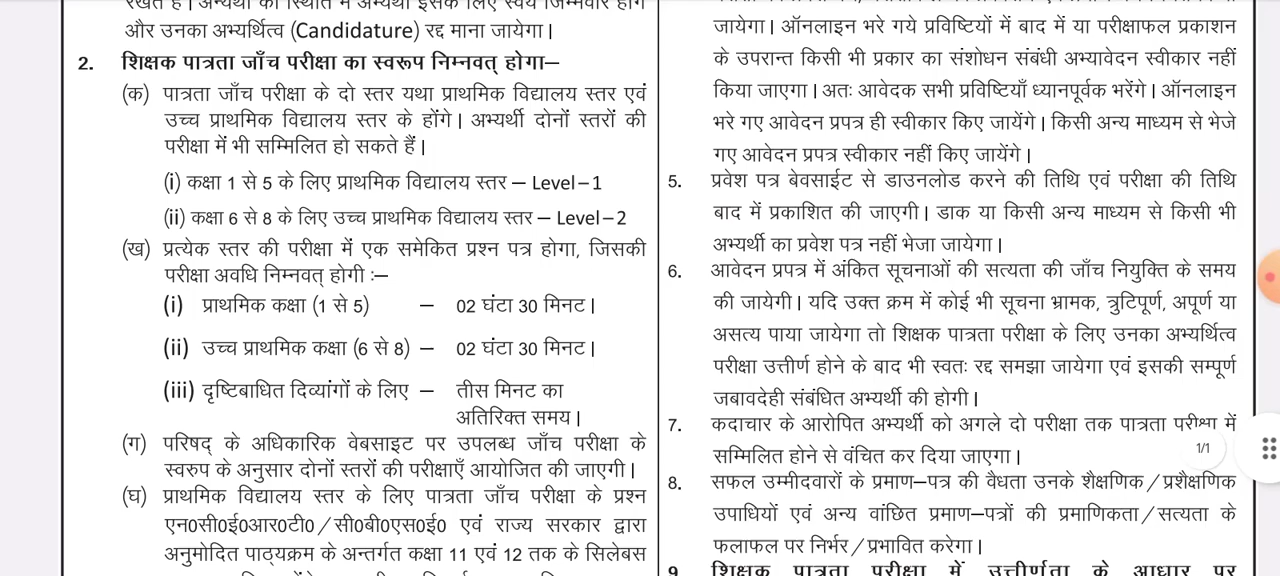 और उनका अभ्यर्थित्व (Candidature) रद्द माना जायेगा।
2. शिक्षक पात्रता जाँच परीक्षा का स्वरूप निम्नवत् होगा–
(क) पात्रता जाँच परीक्षा के दो स्तर यथा प्राथमिक विद्यालय स्तर एवं
उच्च प्राथमिक विद्यालय स्तर के होंगे। अभ्यर्थी दोनों स्तरों की
परीक्षा में भी सम्मिलित हो सकते हैं।
(i) कक्षा 1 से 5 के लिए प्राथमिक विद्यालय स्तर – Level–1
(ii) कक्षा 6 से 8 के लिए उच्च प्राथमिक विद्यालय स्तर – Level–2
(ख) प्रत्येक स्तर की परीक्षा में एक समेकित प्रश्न पत्र होगा, जिसकी
परीक्षा अवधि निम्नवत् होगी :–
(i) प्राथमिक कक्षा (1 से 5) – 02 घंटा 30 मिनट।
(ii) उच्च प्राथमिक कक्षा (6 से 8) – 02 घंटा 30 मिनट।
(iii) दृष्टिबाधित दिव्यांगों के लिए – तीस मिनट का
अतिरिक्त समय।
(ग) परिषद् के अधिकारिक वेबसाइट पर उपलब्ध जाँच परीक्षा के
स्वरुप के अनुसार दोनों स्तरों की परीक्षाएँ आयोजित की जाएगी।
(घ) प्राथमिक विद्यालय स्तर के लिए पात्रता जाँच परीक्षा के प्रश्न
एन0सी0ई0आर0टी0/सी0बी0एस0ई0 एवं राज्य सरकार द्वारा
अनुमोदित पाठ्यक्रम के अन्तर्गत कक्षा 11 एवं 12 तक के सिलेबस
जायेगा। ऑनलाइन भरे गये प्रविष्टियों में बाद में या परीक्षाफल प्रकाशन
के उपरान्त किसी भी प्रकार का संशोधन संबंधी अभ्यावेदन स्वीकार नहीं
किया जाएगा। अतः आवेदक सभी प्रविष्टियाँ ध्यानपूर्वक भरेंगे। ऑनलाइन
भरे गए आवेदन प्रपत्र ही स्वीकार किए जायेंगे। किसी अन्य माध्यम से भेजे
गए आवेदन प्रपत्र स्वीकार नहीं किए जायेंगे।
5. प्रवेश पत्र बेवसाईट से डाउनलोड करने की तिथि एवं परीक्षा की तिथि
बाद में प्रकाशित की जाएगी। डाक या किसी अन्य माध्यम से किसी भी
अभ्यर्थी का प्रवेश पत्र नहीं भेजा जायेगा।
6. आवेदन प्रपत्र में अंकित सूचनाओं की सत्यता की जाँच नियुक्ति के समय
की जायेगी। यदि उक्त क्रम में कोई भी सूचना भ्रामक, त्रुटिपूर्ण, अपूर्ण या
असत्य पाया जायेगा तो शिक्षक पात्रता परीक्षा के लिए उनका अभ्यर्थित्व
परीक्षा उत्तीर्ण होने के बाद भी स्वतः रद्द समझा जायेगा एवं इसकी सम्पूर्ण
जबावदेही संबंधित अभ्यर्थी की होगी।
7. कदाचार के आरोपित अभ्यर्थी को अगले दो परीक्षा तक पात्रता परीक्षा में
सम्मिलित होने से वंचित कर दिया जाएगा।
1/1
8. सफल उम्मीदवारों के प्रमाण–पत्र की वैधता उनके शैक्षणिक/प्रशैक्षणिक
उपाधियों एवं अन्य वांछित प्रमाण–पत्रों की प्रमाणिकता/सत्यता के
फलाफल पर निर्भर/प्रभावित करेगा।
9. शिक्षक पात्रता परीक्षा में उत्तीर्णता के आधार पर